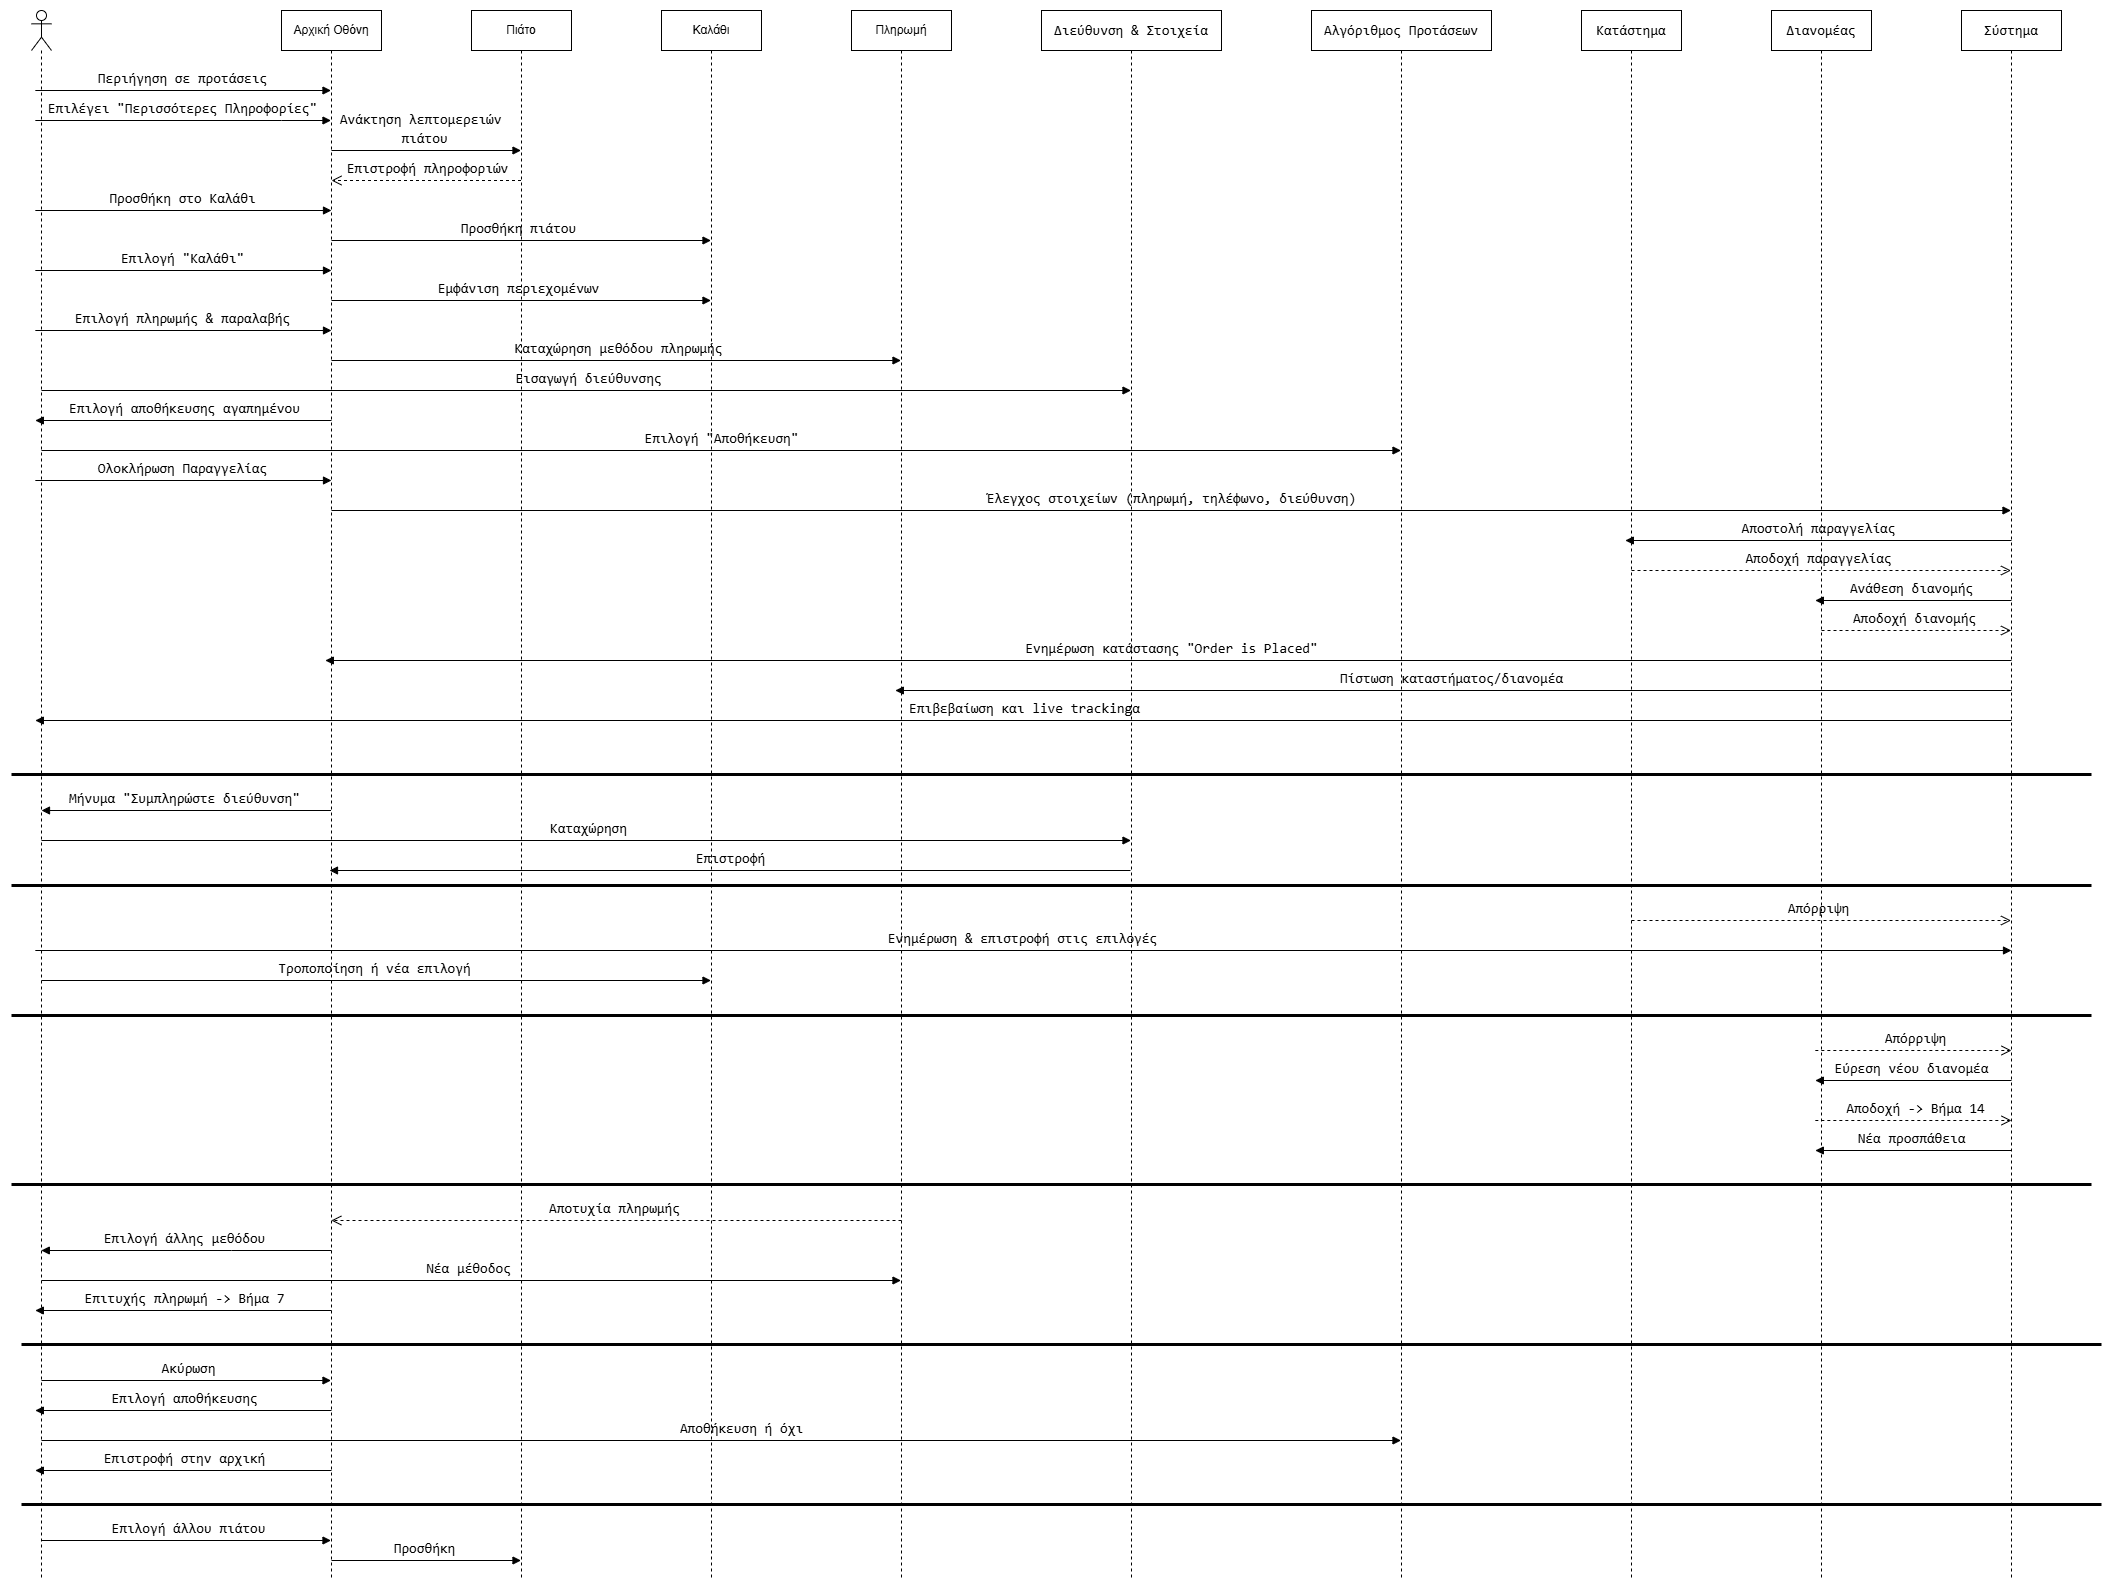 Αρχική Οθόνη
Πιάτο
Καλάθι
Πληρωμή
Διεύθυνση & Στοιχεία
Αλγόριθμος Προτάσεων
Κατάστημα
Διανομέας
Σύστημα
Περιήγηση σε προτάσεις
Επιλέγει "Περισσότερες Πληροφορίες"
Ανάκτηση λεπτομερειών
πιάτου
Επιστροφή πληροφοριών
Προσθήκη στο Καλάθι
Προσθήκη πιάτου
Επιλογή "Καλάθι"
Εμφάνιση περιεχομένων
Επιλογή πληρωμής & παραλαβής
Καταχώρηση μεθόδου πληρωμής
Εισαγωγή διεύθυνσης
Επιλογή αποθήκευσης αγαπημένου
Επιλογή "Αποθήκευση"
Ολοκλήρωση Παραγγελίας
Έλεγχος στοιχείων (πληρωμή, τηλέφωνο, διεύθυνση)
Αποστολή παραγγελίας
Αποδοχή παραγγελίας
Ανάθεση διανομής
Αποδοχή διανομής
Ενημέρωση κατάστασης "Order is Placed"
Πίστωση καταστήματος/διανομέα
Επιβεβαίωση και live trackingα
Μήνυμα "Συμπληρώστε διεύθυνση"
Καταχώρηση
Επιστροφή
Απόρριψη
Ενημέρωση & επιστροφή στις επιλογές
Τροποποίηση ή νέα επιλογή
Απόρριψη
Εύρεση νέου διανομέα
Αποδοχή -> Βήμα 14
Νέα προσπάθεια
Αποτυχία πληρωμής
Επιλογή άλλης μεθόδου
Νέα μέθοδος
Επιτυχής πληρωμή -> Βήμα 7
Ακύρωση
Επιλογή αποθήκευσης
Αποθήκευση ή όχι
Επιστροφή στην αρχική
Επιλογή άλλου πιάτου
Προσθήκη